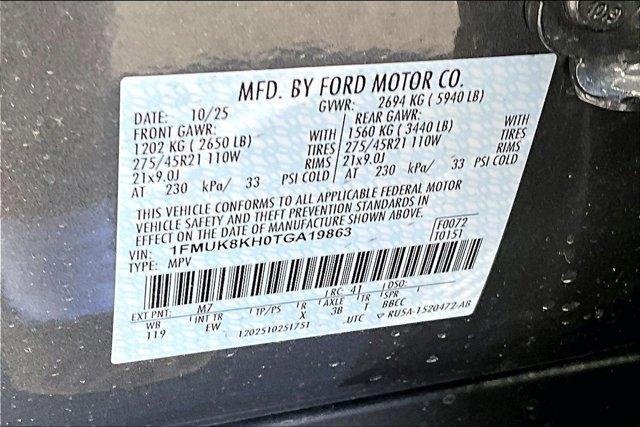 10.9
MFD. BY FORD MOTOR CO.
DATE: 10/25 GVWR: 2694 KG ( 5940 LB)
FRONT GAWR: WITH REAR GAWR: WITH
1202 KG ( 2650 LB) TIRES 1560 KG ( 3440 LB) TIRES
275/45R21 110W RIMS 275/45R21 110W RIMS
21x9.0J 21x9.0J
AT 230 kPa/ 33 PSI COLD AT 230 kPa/ 33 PSI COLD
THIS VEHICLE CONFORMS TO ALL APPLICABLE FEDERAL MOTOR
VEHICLE SAFETY AND THEFT PREVENTION STANDARDS IN
EFFECT ON THE DATE OF MANUFACTURE SHOWN ABOVE.
VIN: 1FMUK8KH0TGA19863 F0072
TYPE: MPV T0151
EXT PNT: M7 RC: 41 DSO:
WB INT TR TP/PS R AXLE TR SPR
119 EW X 3B T BBCC
1202510251751 UTC RU5A-1520472-AB